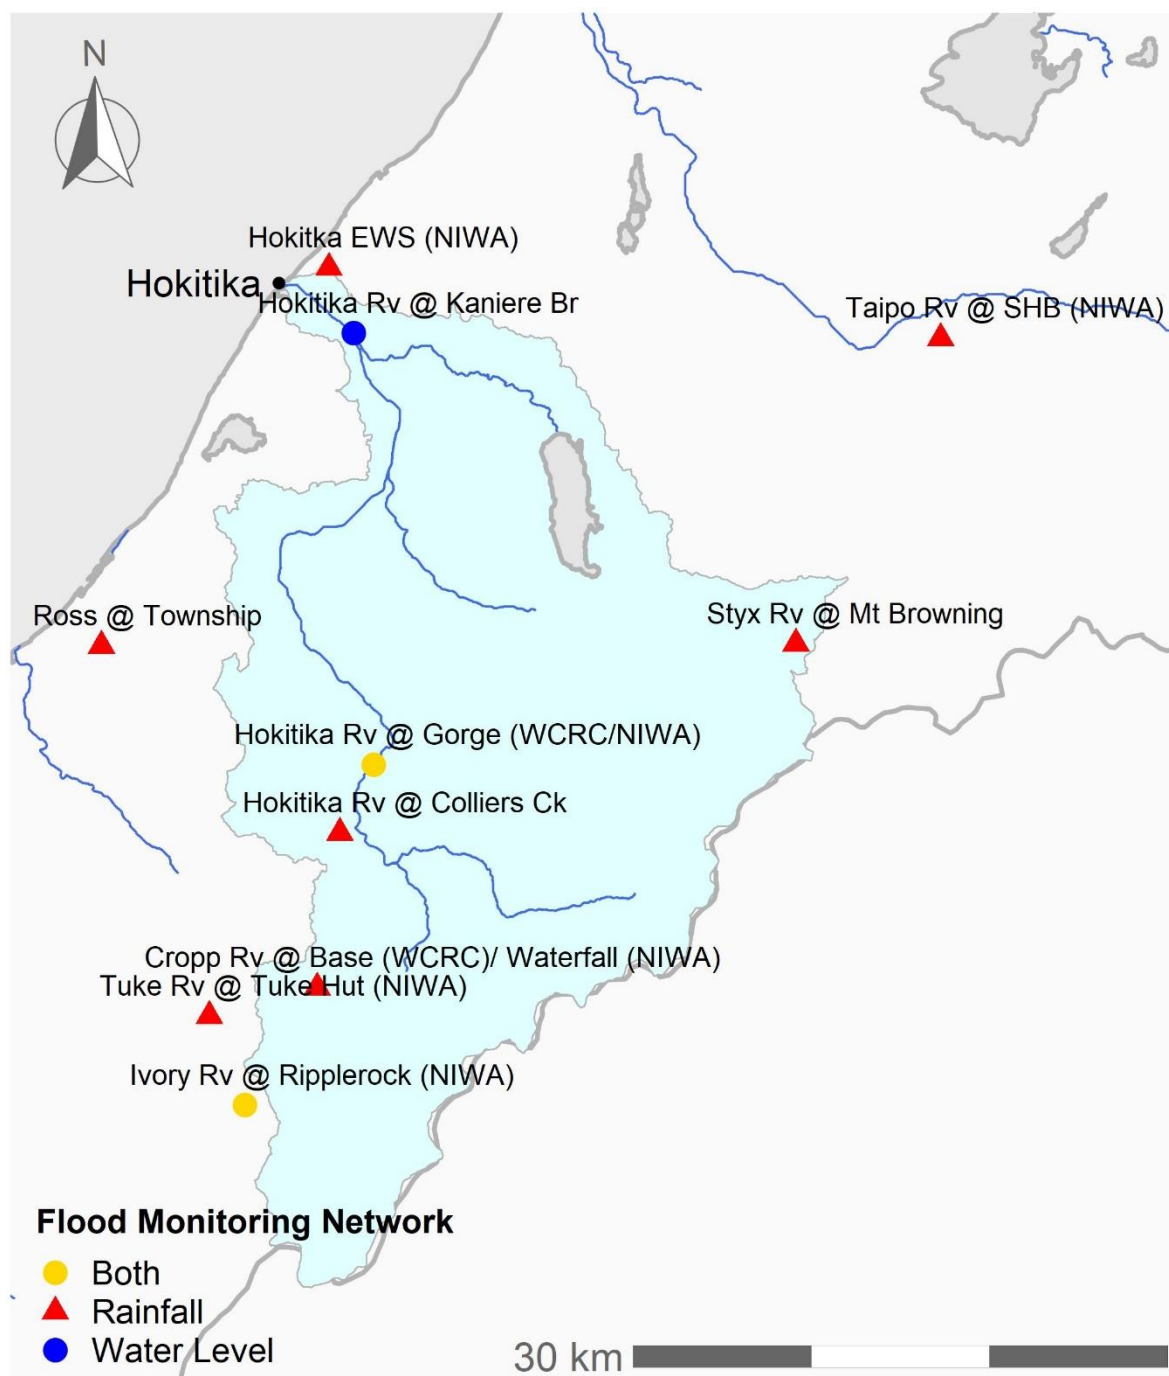 N
Hokitka EWS (NIWA)
Hokitika
Hokitika Rv @ Kaniere Br
Taipo Rv @ SHB (NIWA)
Ross @ Township
Styx Rv @ Mt Browning
Hokitika Rv @ Gorge (WCRC/NIWA)
Hokitika Rv @ Colliers Ck
Cropp Rv @ Base (WCRC)/ Waterfall (NIWA)
Tuke Rv @ Tuke Hut (NIWA)
Ivory Rv @ Ripplerock (NIWA)
Flood Monitoring Network
Both
Rainfall
Water Level
30 km